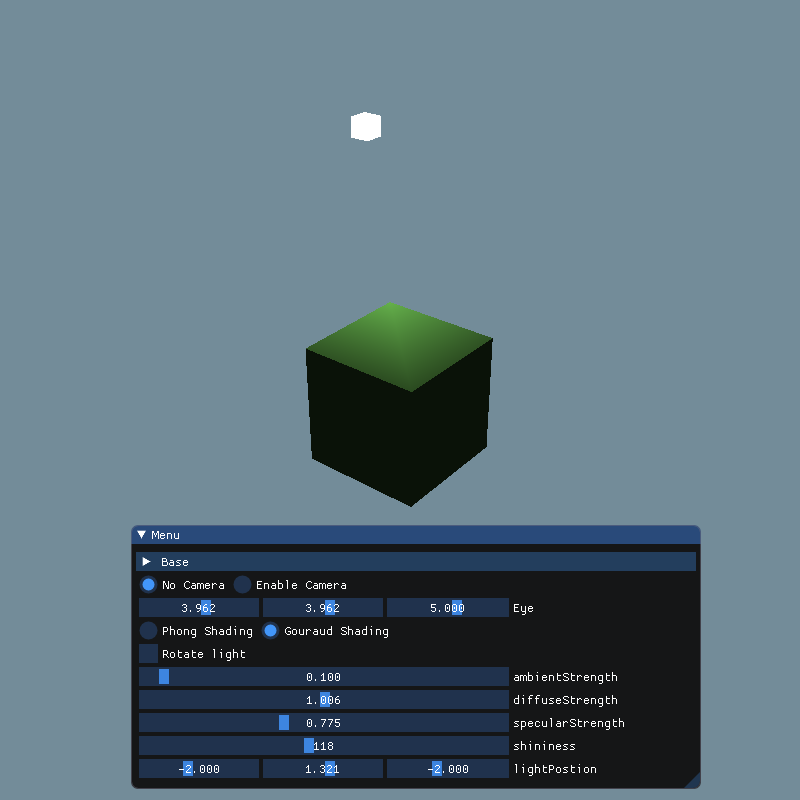 Menu
Base
No Camera Enable Camera
3.962 3.962 5.000 Eye
Phong Shading Gouraud Shading
Rotate light
0.100 ambientStrength
1.006 diffuseStrength
0.775 specularStrength
118 shininess
-2.000 1.321 -2.000 lightPostion